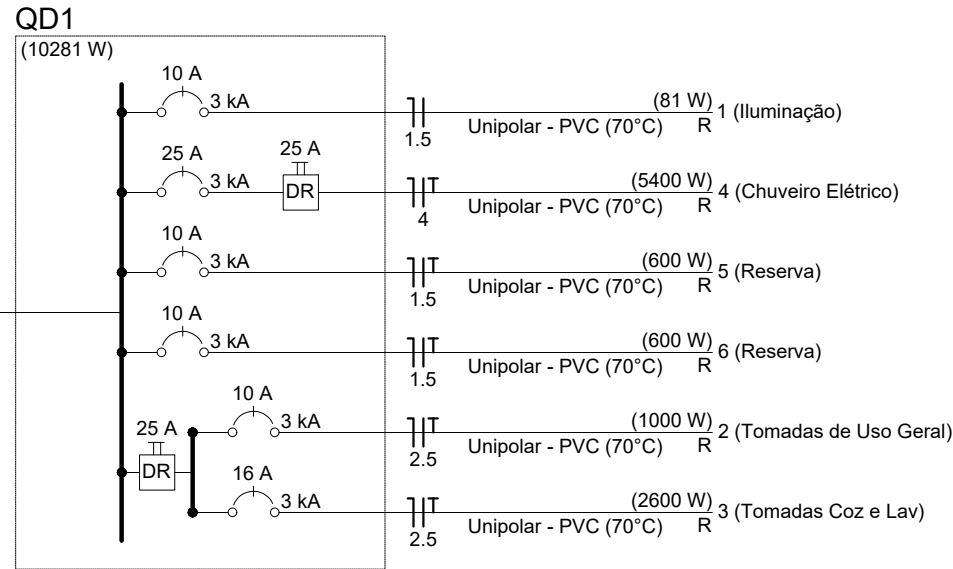 QD1
(10281 W)
10 A
3 kA
1.5
(81 W)
Unipolar - PVC (70°C)
R
1 (Iluminação)
25 A
3 kA
25 A
DR
T
4
(5400 W)
Unipolar - PVC (70°C)
R
4 (Chuveiro Elétrico)
10 A
3 kA
T
1.5
(600 W)
Unipolar - PVC (70°C)
R
5 (Reserva)
10 A
3 kA
T
1.5
(600 W)
Unipolar - PVC (70°C)
R
6 (Reserva)
25 A
DR
10 A
3 kA
T
2.5
(1000 W)
Unipolar - PVC (70°C)
R
2 (Tomadas de Uso Geral)
16 A
3 kA
T
2.5
(2600 W)
Unipolar - PVC (70°C)
R
3 (Tomadas Coz e Lav)